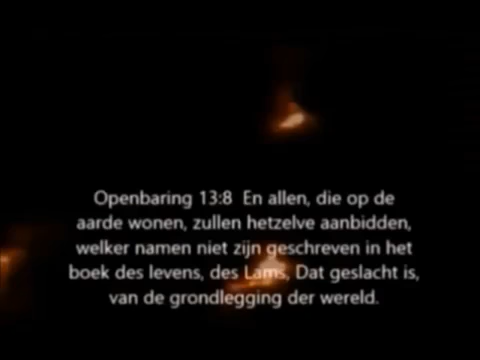 Openbaring 13:8 En allen, die op de
aarde wonen, zullen hetzelve aanbidden,
welker namen niet zijn geschreven in het
boek des levens, des Lams, Dat geslacht is,
van de grondlegging der wereld.